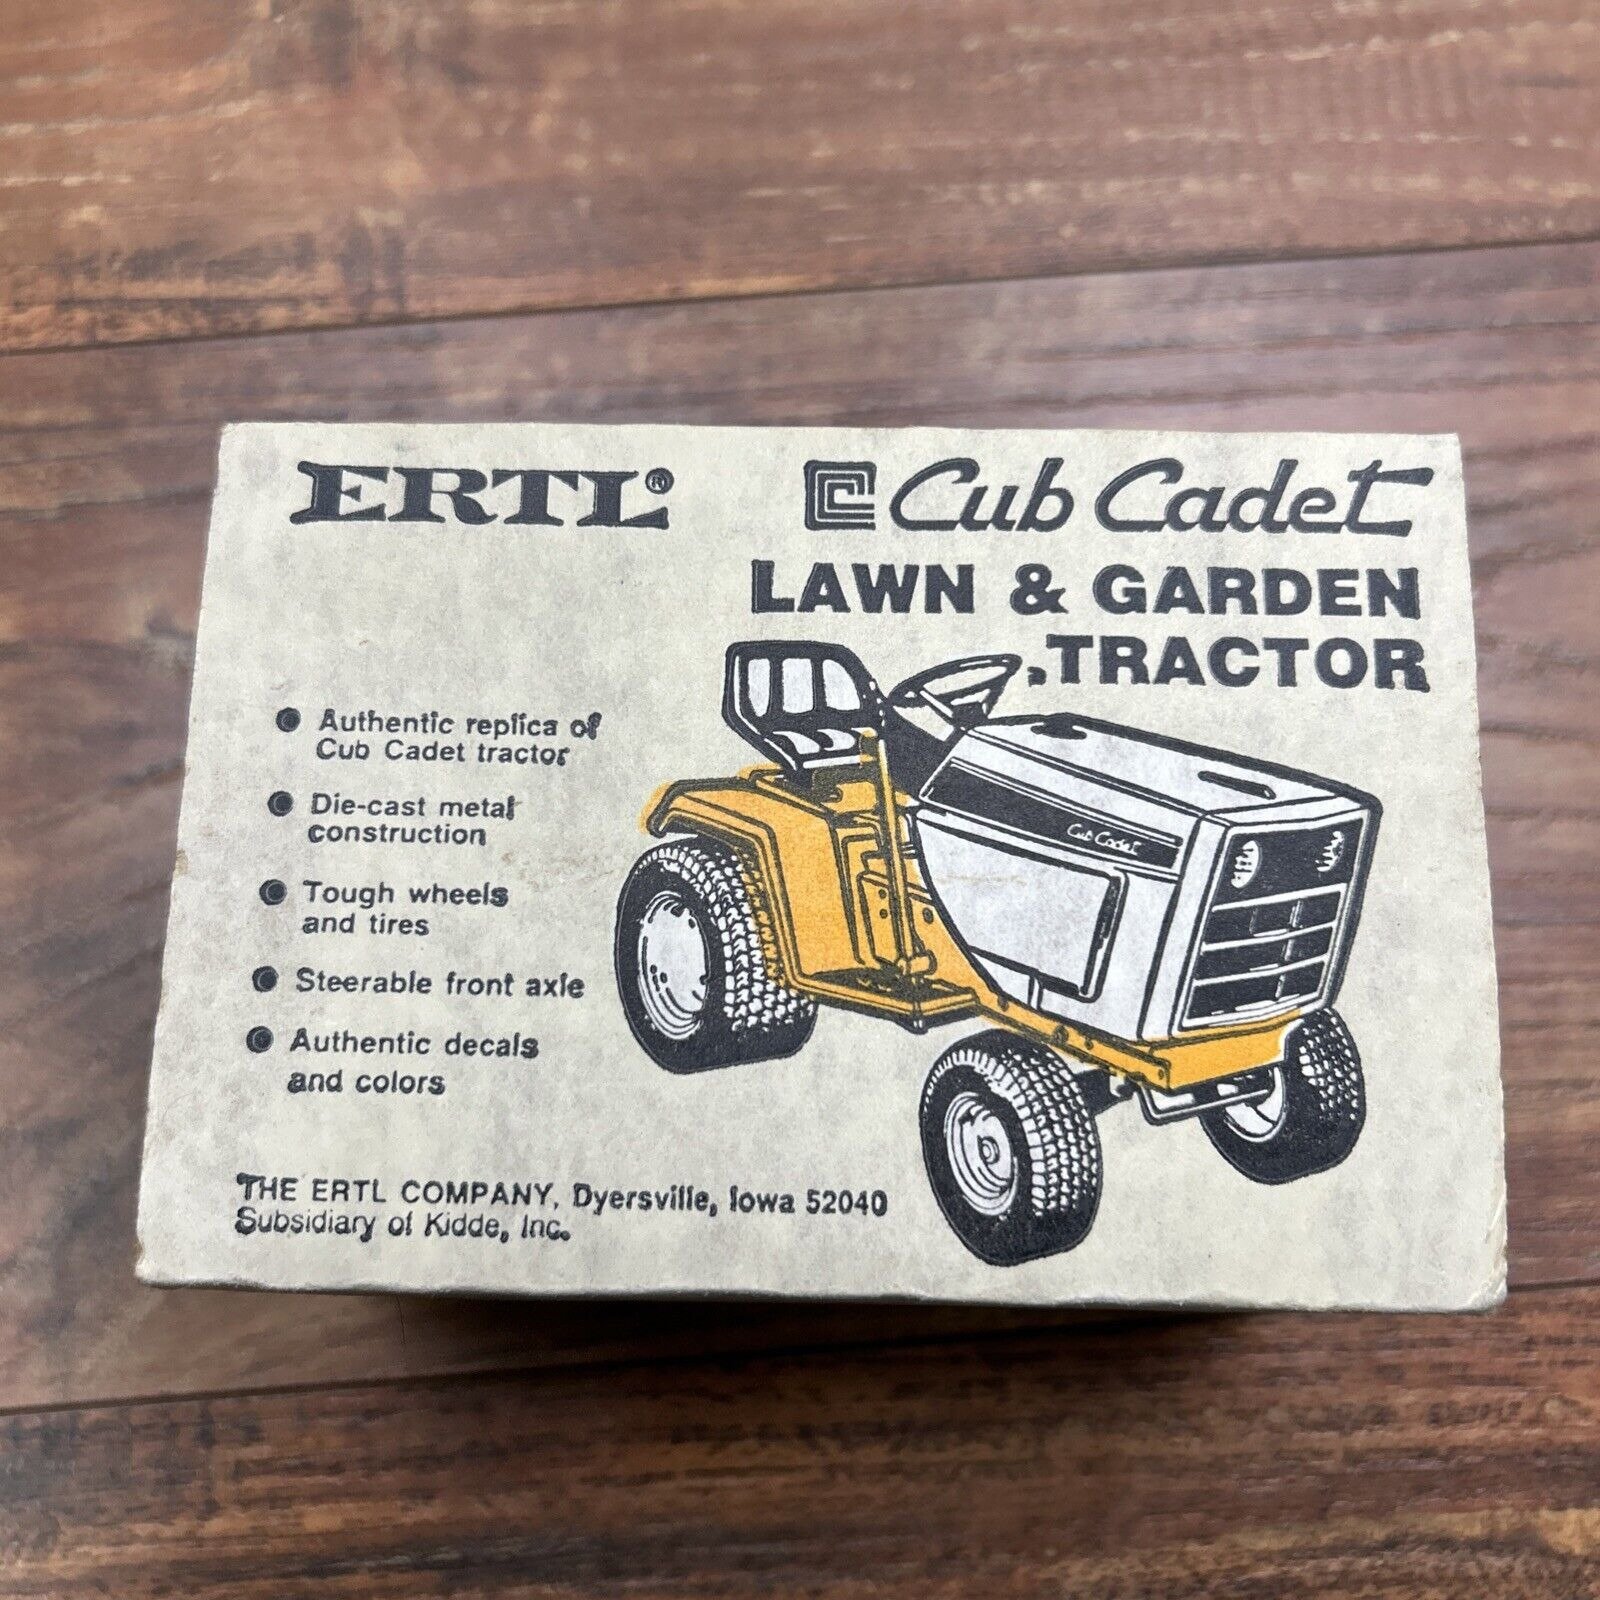 ERTL®
Cub Cadet
LAWN & GARDEN
TRACTOR
Authentic replica of
Cub Cadet tractor
Die-cast metal
construction
Tough wheels
and tires
Steerable front axle
Authentic decals
and colors
Cub Cadet
THE ERTL COMPANY, Dyersville, Iowa 52040
Subsidiary of Kidde, Inc.